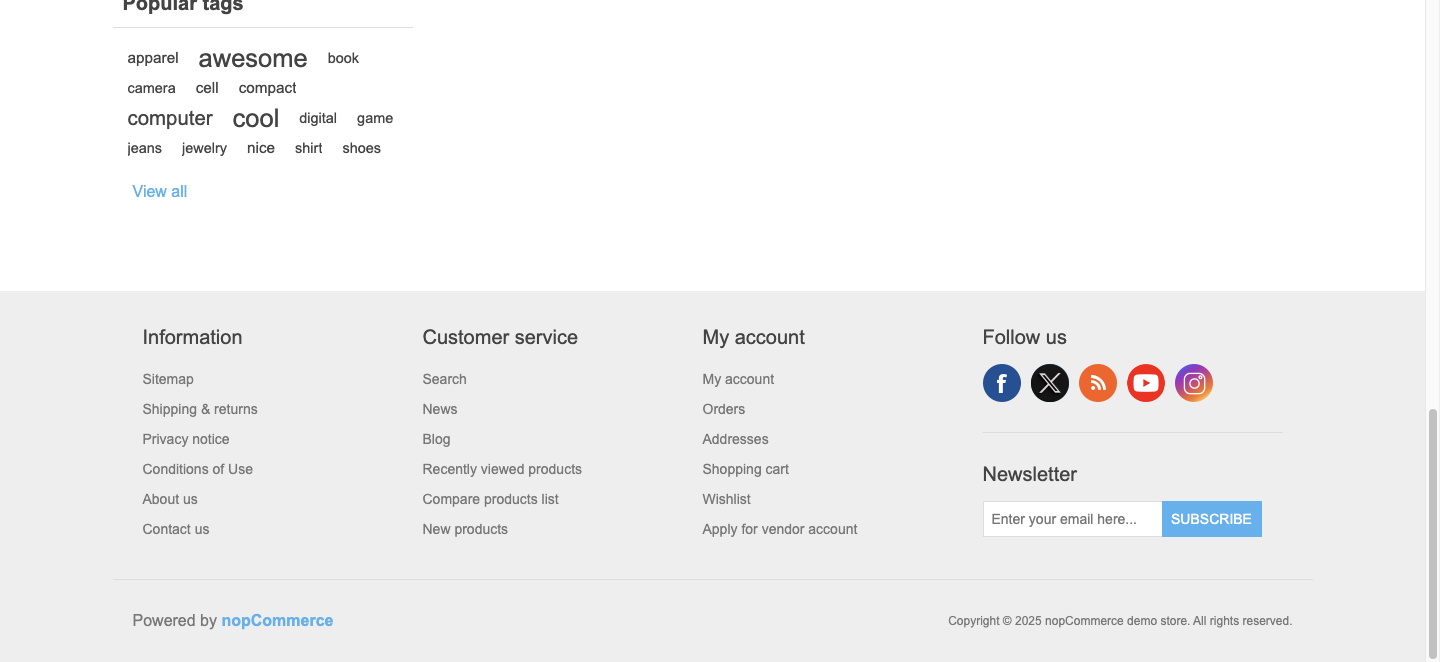 Popular tags
apparel awesome book
camera cell compact
computer cool digital game
jeans jewelry nice shirt shoes
View all
Information
Sitemap
Shipping & returns
Privacy notice
Conditions of Use
About us
Contact us
Customer service
Search
News
Blog
Recently viewed products
Compare products list
New products
My account
My account
Orders
Addresses
Shopping cart
Wishlist
Apply for vendor account
Follow us
Newsletter
Enter your email here... SUBSCRIBE
Powered by nopCommerce
Copyright © 2025 nopCommerce demo store. All rights reserved.